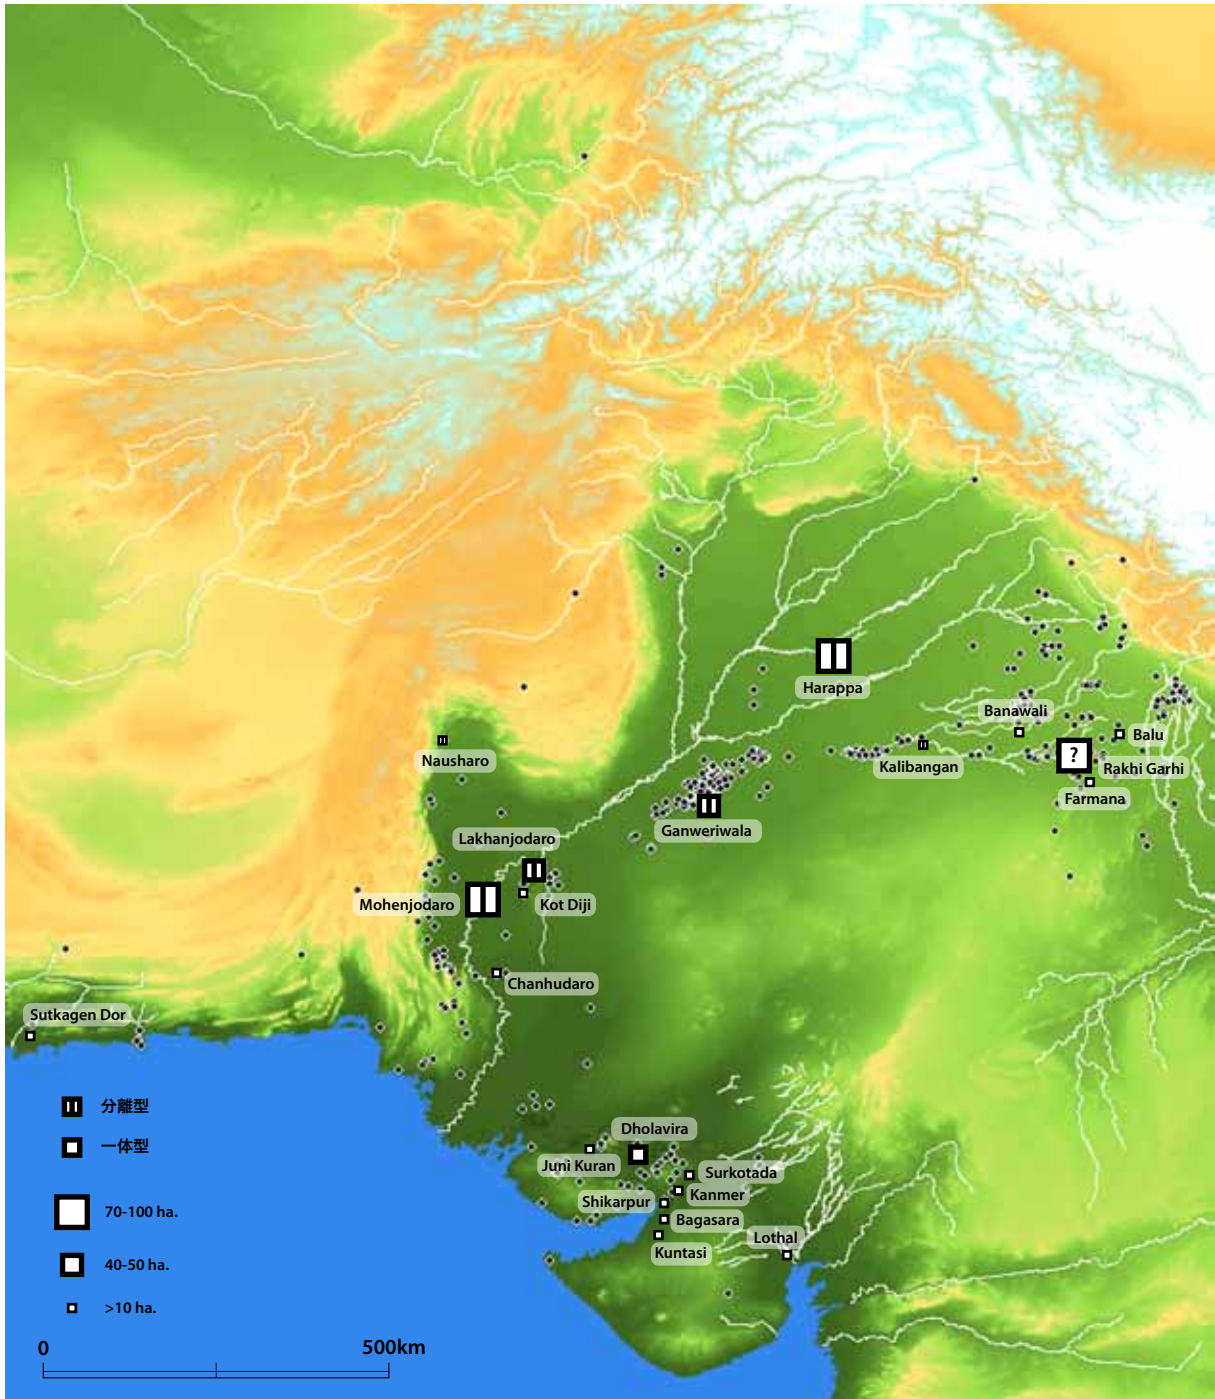 Harappa
Banawali
Balu
Nausharo
Kalibangan
?
Rakhi Garhi
Farmana
Ganweriwala
Lakhanjodaro
Mohenjodaro
Kot Diji
Chanhudaro
Sutkagen Dor
分離型
一体型
Dholavira
Juni Kuran
Surkotada
Kanmer
Shikarpur
Bagasara
Lothal
Kuntasi
70-100 ha.
40-50 ha.
>10 ha.
0
500km